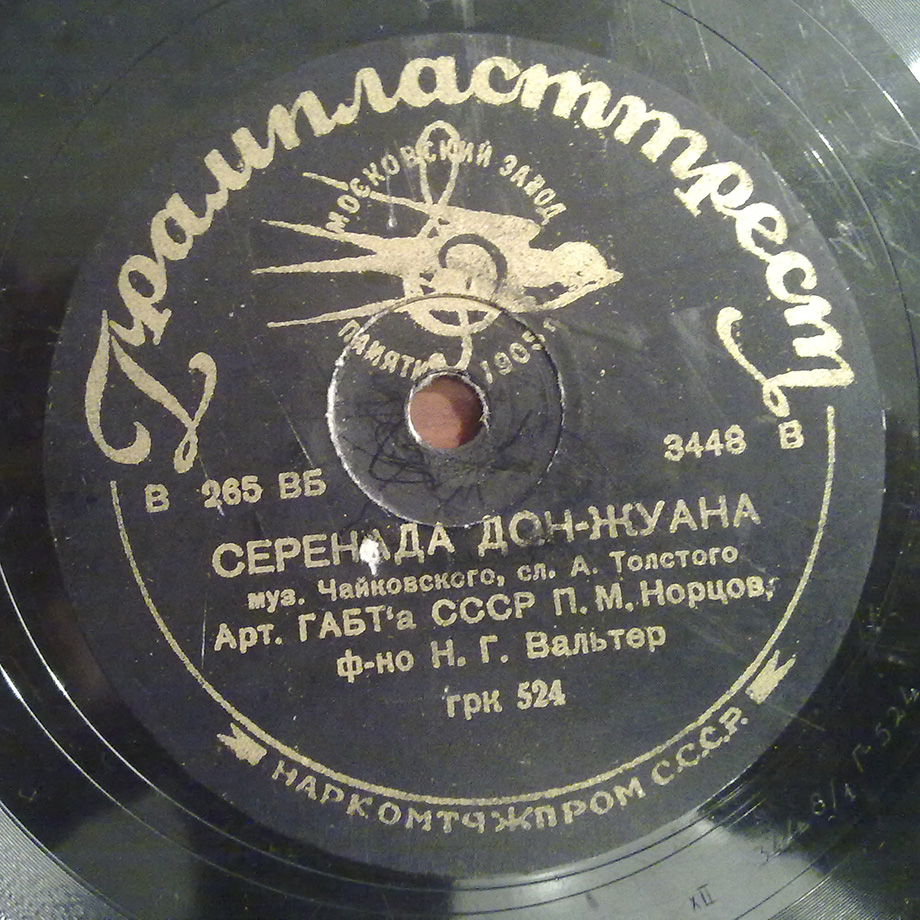 Грампласттрест
МОСКОВСКИЙ ЗАВОД
ПАМЯТИ 1905 г.
В 265 ВБ
3448 В
СЕРЕНАДА ДОН-ЖУАНА
муз. Чайковского, сл. А. Толстого
Арт. ГАБТ'а СССР П. М. Норцов,
ф-но Н. Г. Вальтер
грк 524
НАРКОМТЯЖПРОМ С.С.С.Р.
XII